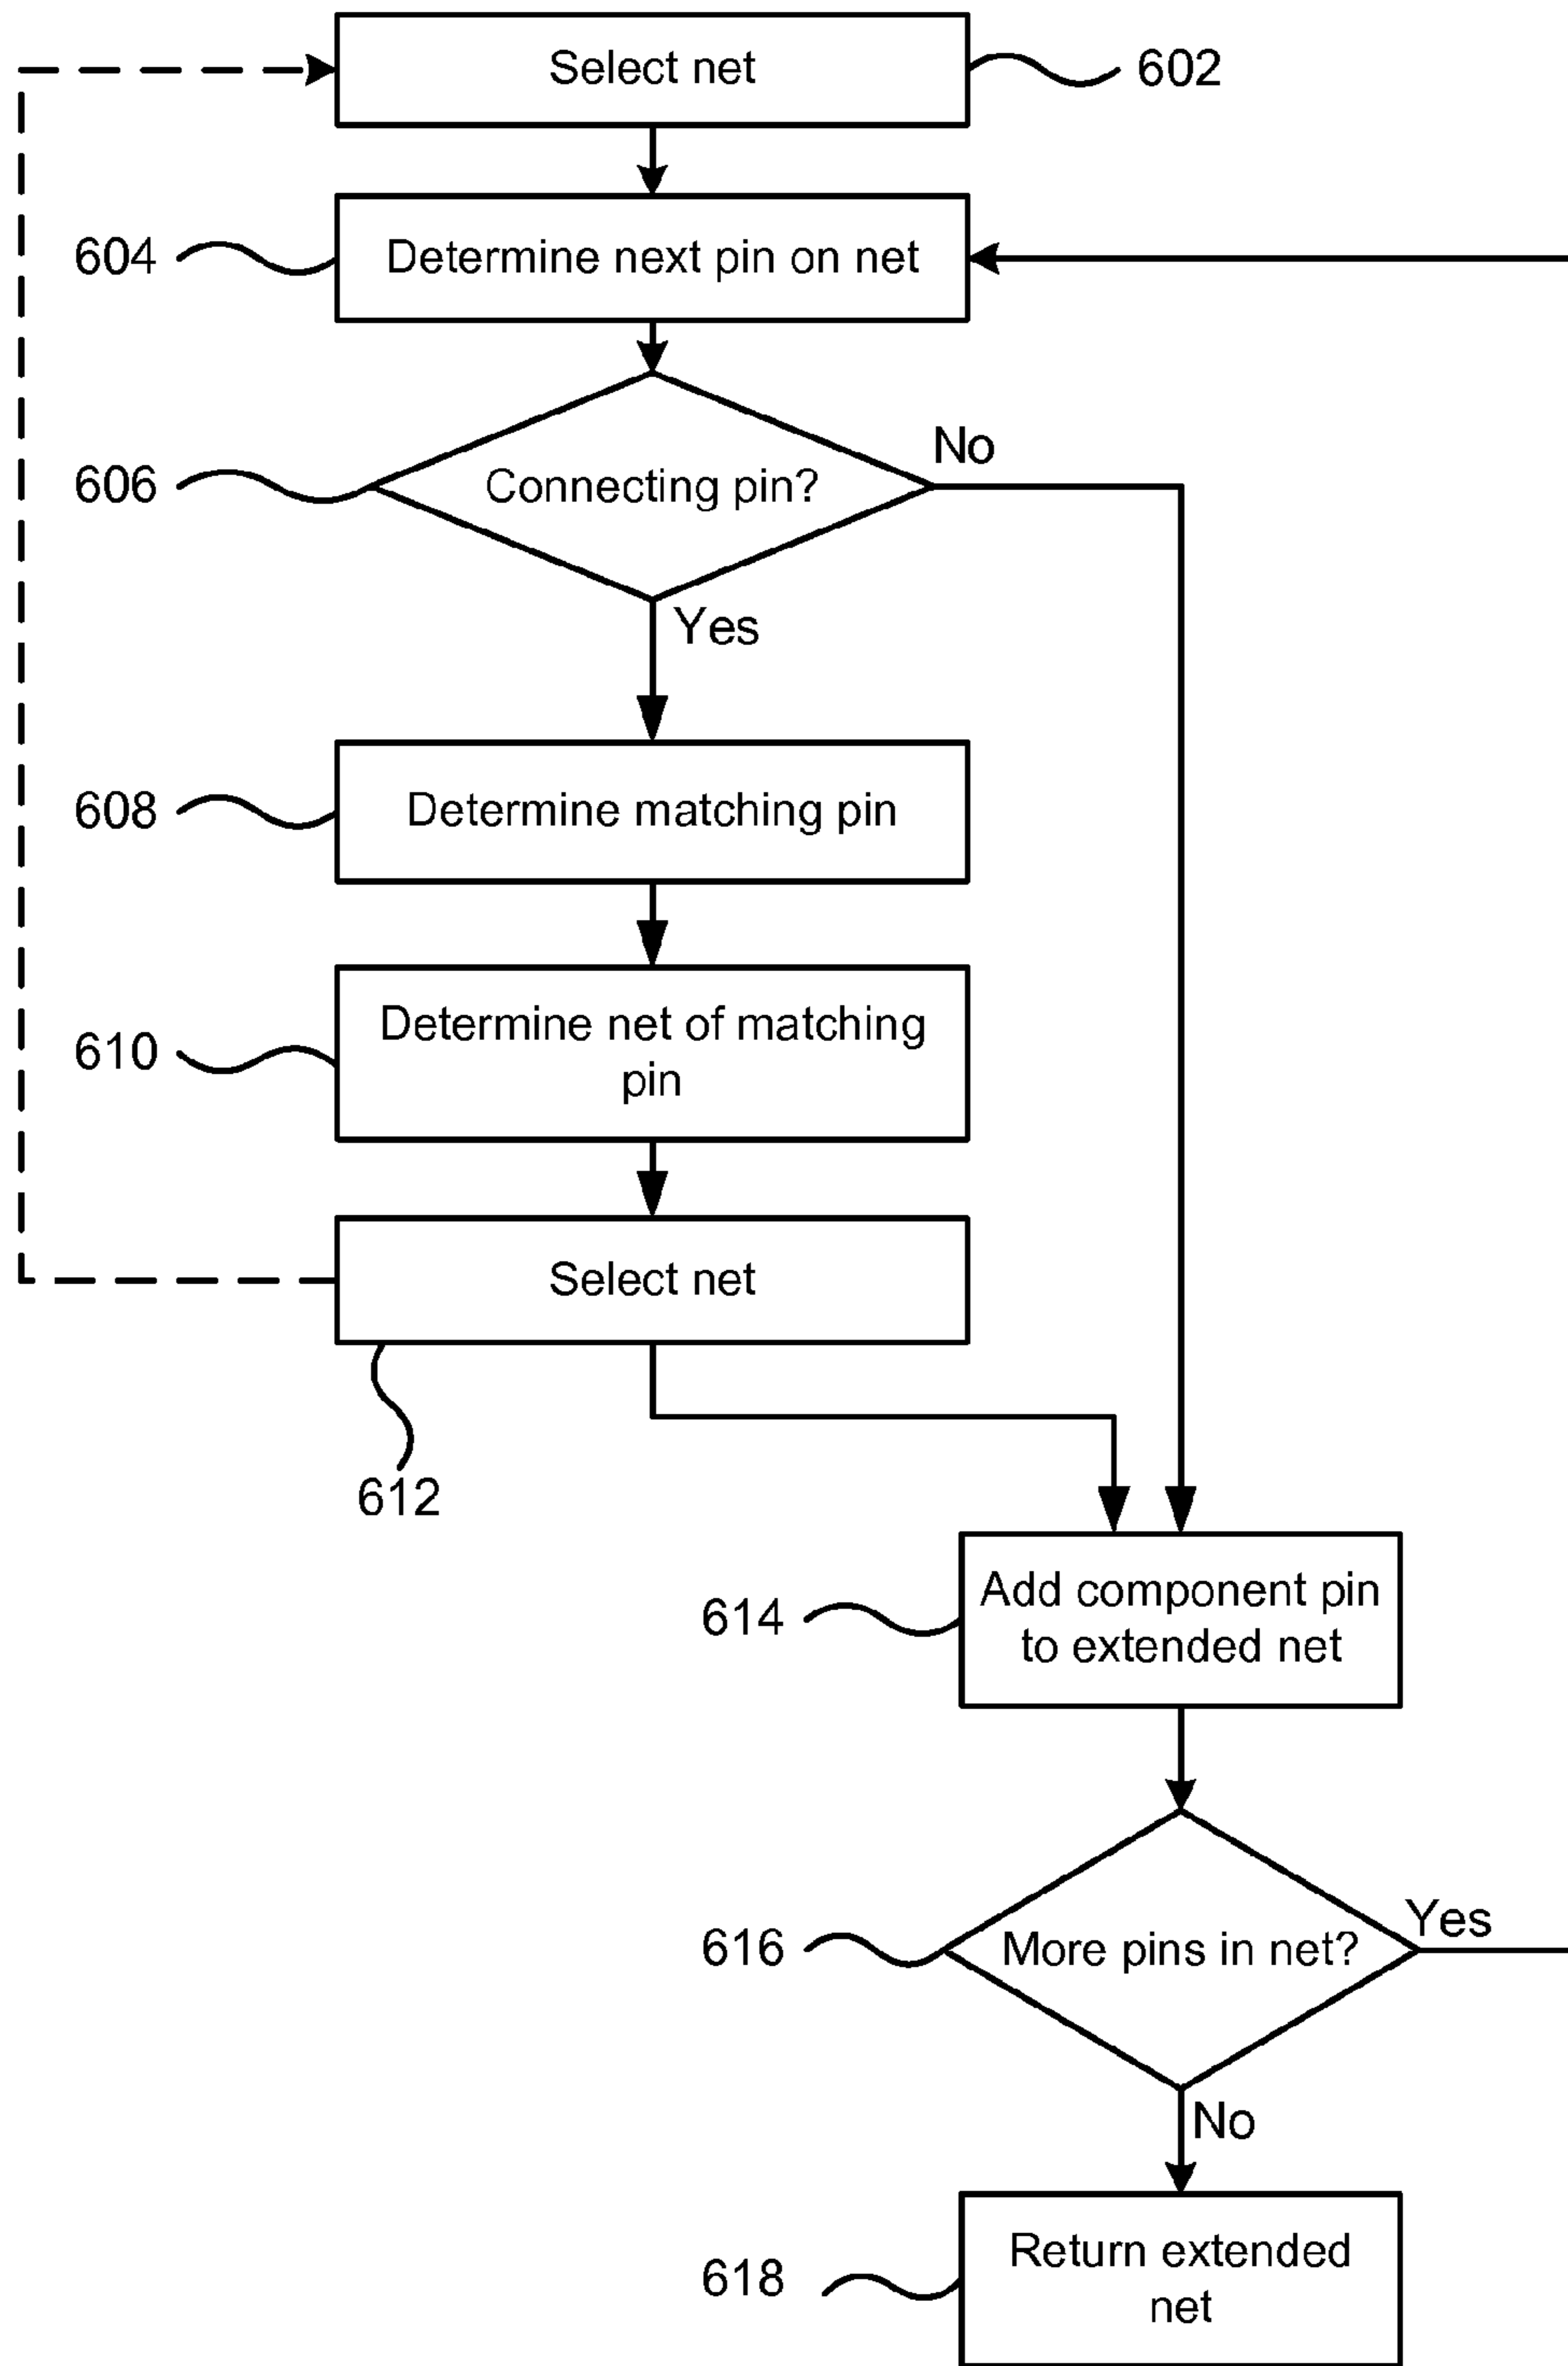 Select net
602
604
Determine next pin on net
606
Connecting pin?
No
Yes
608
Determine matching pin
610
Determine net of matching
pin
Select net
612
614
Add component pin
to extended net
616
More pins in net?
Yes
No
618
Return extended
net